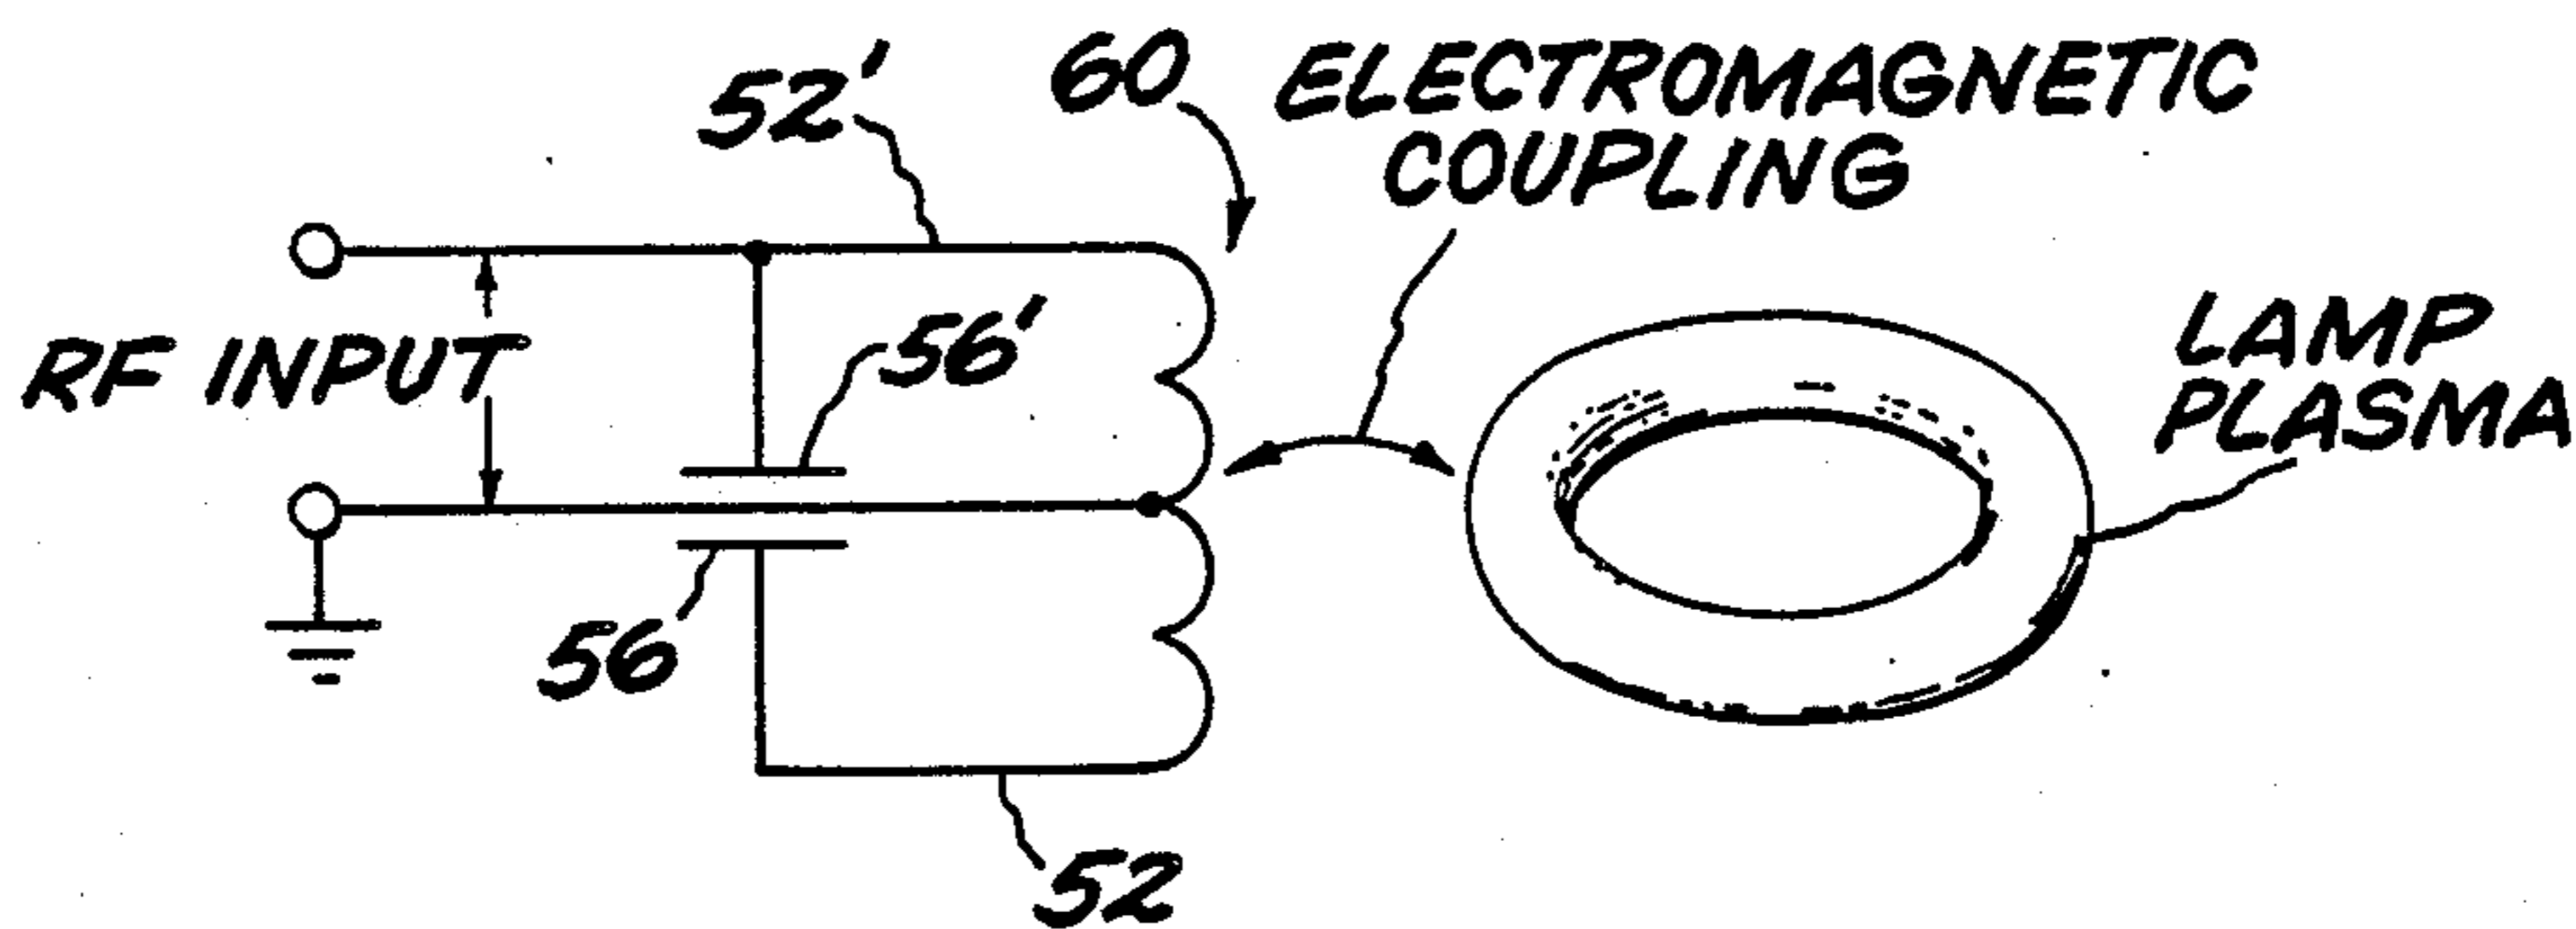 52'
60
ELECTROMAGNETIC
COUPLING
RF INPUT
56'
LAMP
PLASMA
56
52